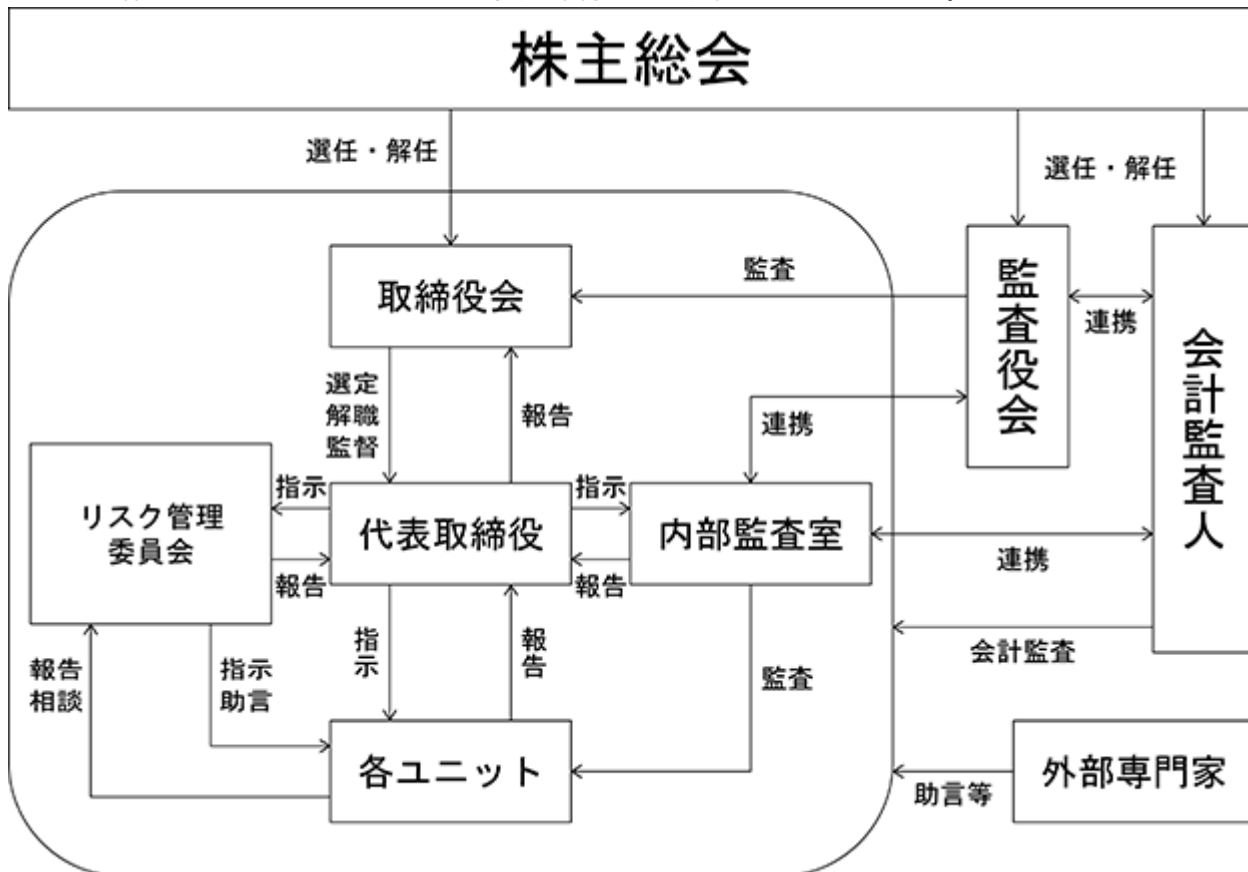 株主総会
選任・解任
選任・解任
取締役会
監査
監査役会
連携
会計監査人
選定
解職
監督
報告
連携
リスク管理
委員会
指示
報告
代表取締役
指示
報告
内部監査室
連携
会計監査
報告
相談
指示
助言
指示
報告
監査
各ユニット
助言等
外部専門家